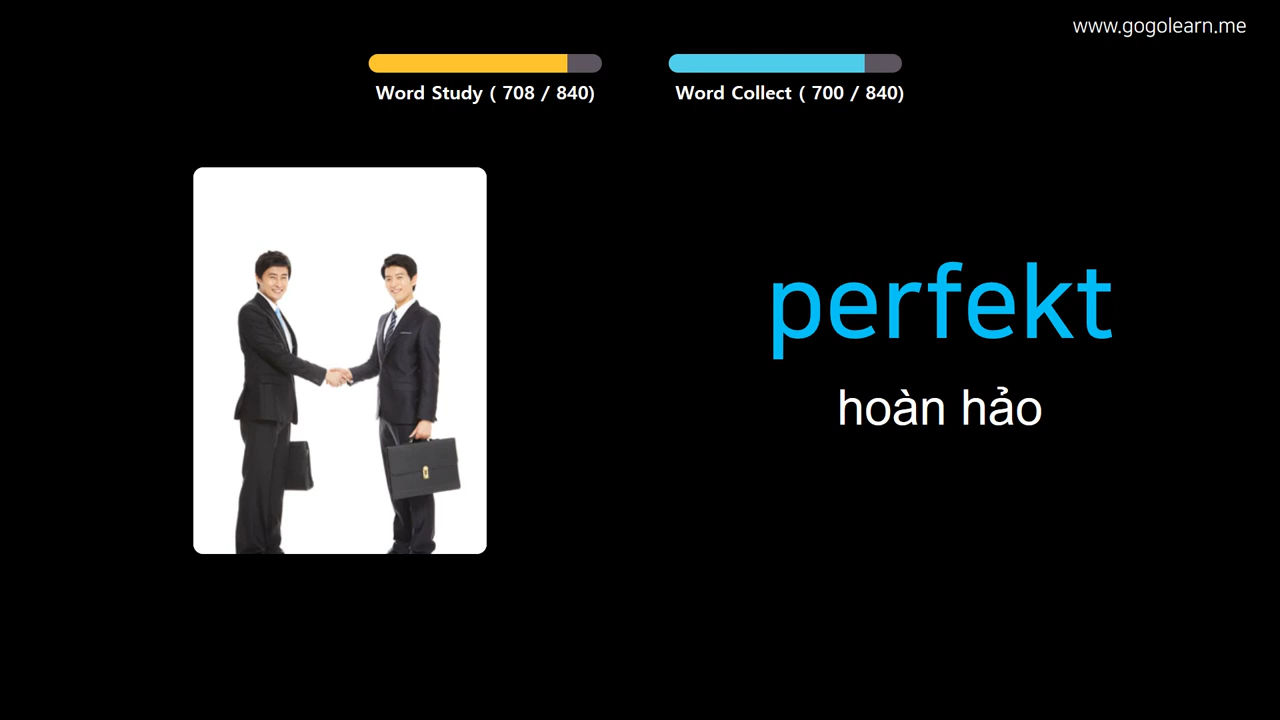 www.gogolearn.me
Word Study ( 708 / 840)
Word Collect ( 700 / 840)
perfekt
hoàn hảo